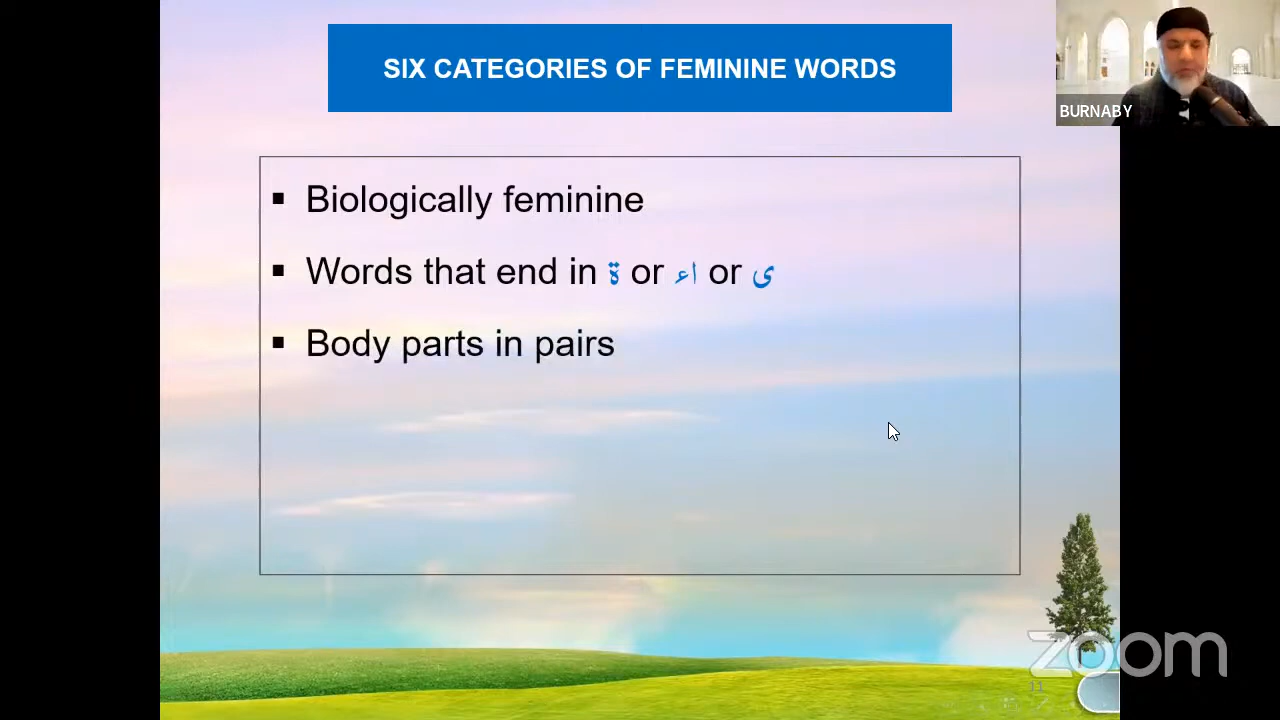 SIX CATEGORIES OF FEMININE WORDS
BURNABY
▪ Biologically feminine
▪ Words that end in ة or اء or ى
▪ Body parts in pairs
zoom
11